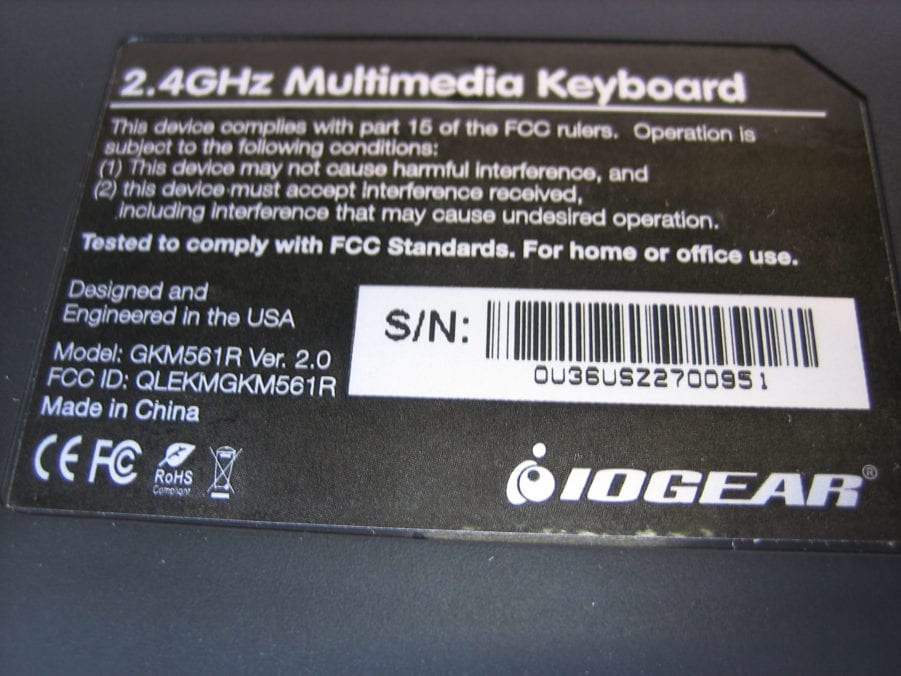 2.4GHz Multimedia Keyboard
This device complies with part 15 of the FCC rulers. Operation is
subject to the following conditions:
(1) This device may not cause harmful interference, and
(2) this device must accept interference received,
including interference that may cause undesired operation.
Tested to comply with FCC Standards. For home or office use.
Designed and
Engineered in the USA
S/N:
0U36USZ2700951
Model: GKM561R Ver. 2.0
FCC ID: QLEKMGKM561R
Made in China
CE FC
RoHS
Compliant
IOGEAR®